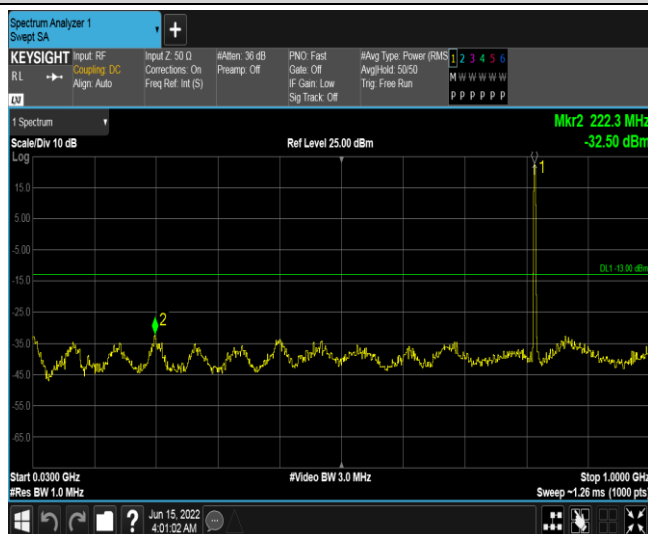 Spectrum Analyzer 1
Swept SA
+
KEYSIGHT
RL
LXI
Input: RF
Coupling: DC
Align: Auto
Input Z: 50 Ω
Corrections: On
Freq Ref: Int (S)
#Atten: 36 dB
Preamp: Off
PNO: Fast
Gate: Off
IF Gain: Low
Sig Track: Off
#Avg Type: Power (RMS
Avg|Hold: 50/50
Trig: Free Run
1 2 3 4 5 6
M W W W W W
P P P P P P
1 Spectrum
Scale/Div 10 dB
Ref Level 25.00 dBm
Mkr2 222.3 MHz
-32.50 dBm
Log
15.0
5.00
-5.00
-15.0
-25.0
-35.0
-45.0
-55.0
-65.0
1
2
DL1 -13.00 dBm
Start 0.0300 GHz
#Res BW 1.0 MHz
#Video BW 3.0 MHz
Stop 1.0000 GHz
Sweep ~1.26 ms (1000 pts)
?
Jun 15, 2022
4:01:02 AM